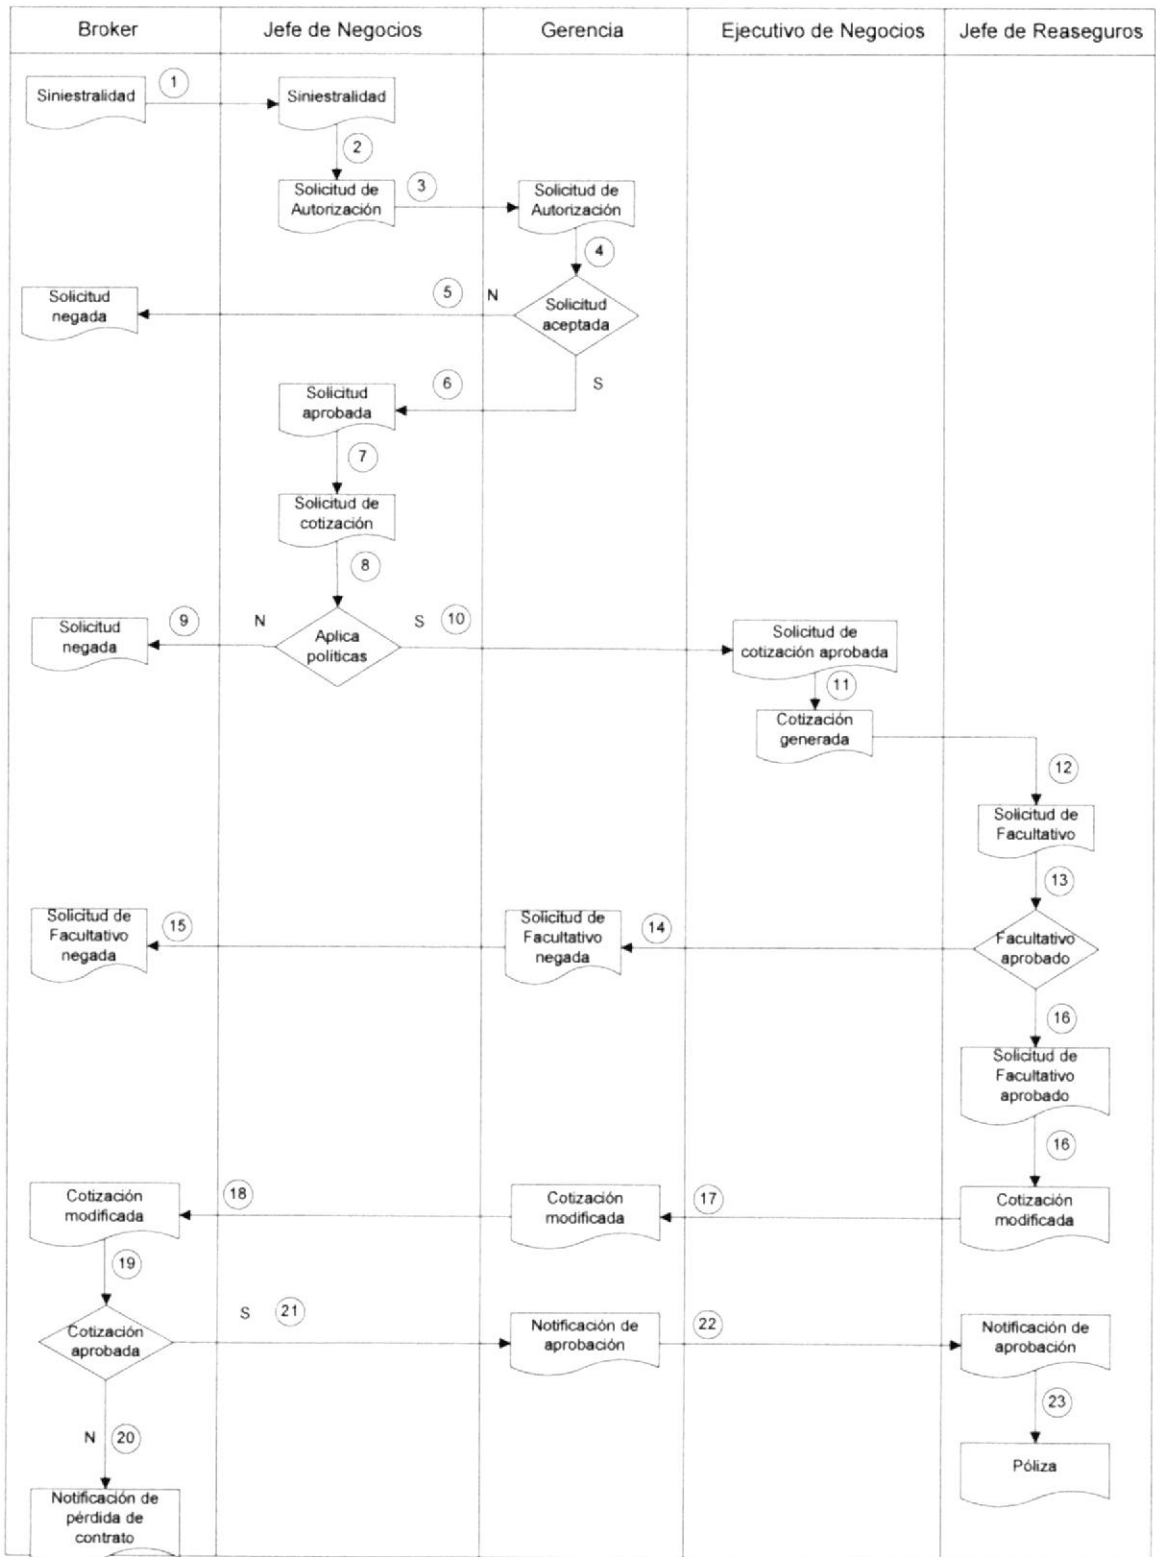 Broker
Jefe de Negocios
Gerencia
Ejecutivo de Negocios
Jefe de Reaseguros
Siniestralidad
1
Siniestralidad
2
Solicitud de
Autorización
3
Solicitud de
Autorización
4
Solicitud
negada
5
N
Solicitud
aceptada
S
6
Solicitud
aprobada
7
Solicitud de
cotización
8
Solicitud
negada
9
N
Aplica
politicas
S
10
Solicitud de
cotización aprobada
11
Cotización
generada
12
Solicitud de
Facultativo
13
Solicitud de
Facultativo
negada
15
Solicitud de
Facultativo
negada
14
Facultativo
aprobado
16
Solicitud de
Facultativo
aprobado
16
Cotización
modificada
18
Cotización
modificada
17
Cotización
modificada
19
Cotización
aprobada
S
21
Notificación de
aprobación
22
Notificación de
aprobación
23
N
20
Póliza
Notificación de
pérdida de
contrato